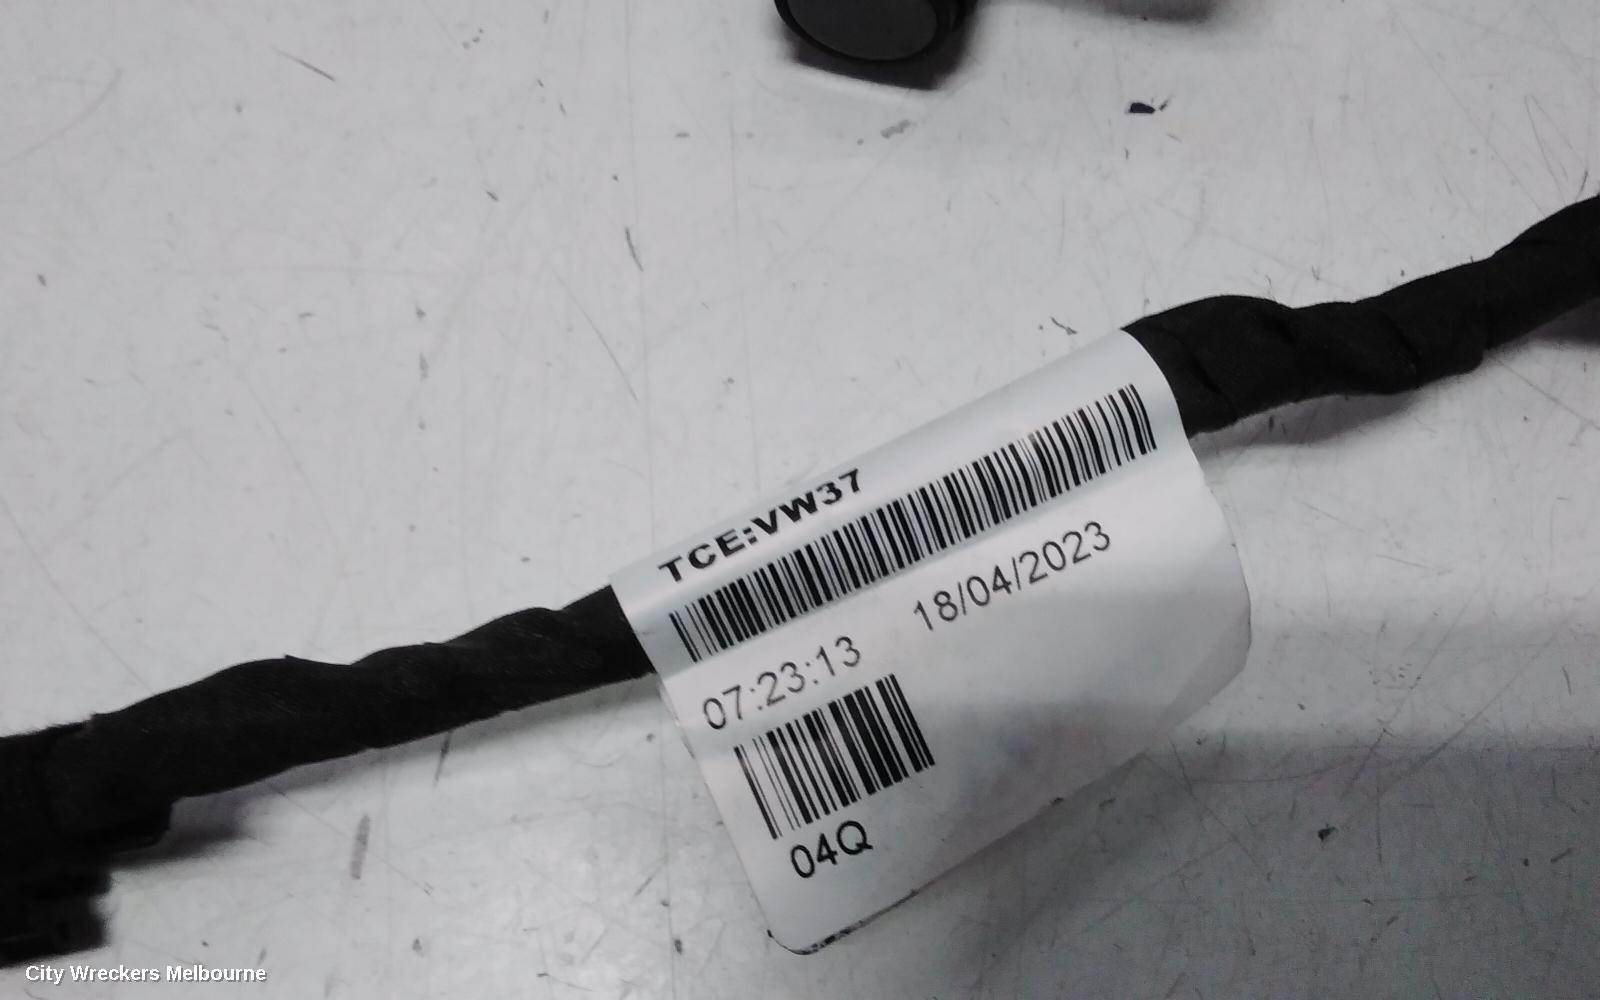 TCE:VW37
07:23:13 18/04/2023
04Q
City Wreckers Melbourne